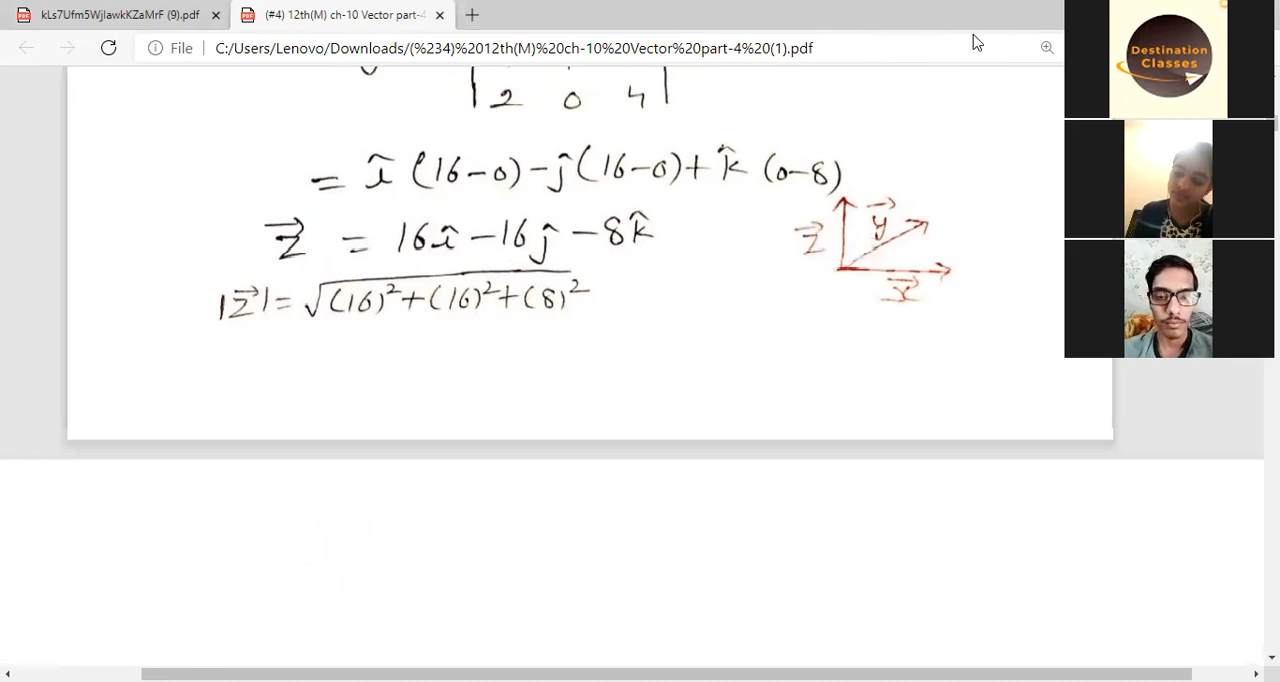 kLs7Ufm5WjIawkKZaMrF (9).pdf
(#4) 12th(M) ch-10 Vector part-4
File
C:/Users/Lenovo/Downloads/(%234)%2012th(M)%20ch-10%20Vector%20part-4%20(1).pdf
Destination
Classes
| 2 0 4 |
= î (16-0) - ĵ (16-0) + k̂ (0-8)
z⃗ = 16î - 16ĵ - 8k̂
|z⃗| = √(16)²+(16)²+(8)²
z⃗ y⃗
x⃗